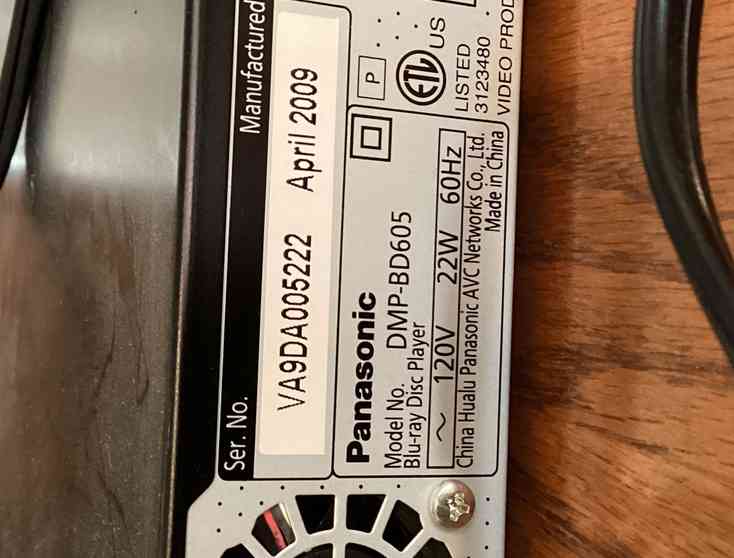 Ser. No.
Manufactured
VA9DA005222 April 2009
Panasonic
Model No. DMP-BD605
Blu-ray Disc Player
~ 120V 22W 60Hz
China Hualu Panasonic AVC Networks Co., Ltd.
Made in China
P
ETL
US
LISTED
3123480
VIDEO PROD